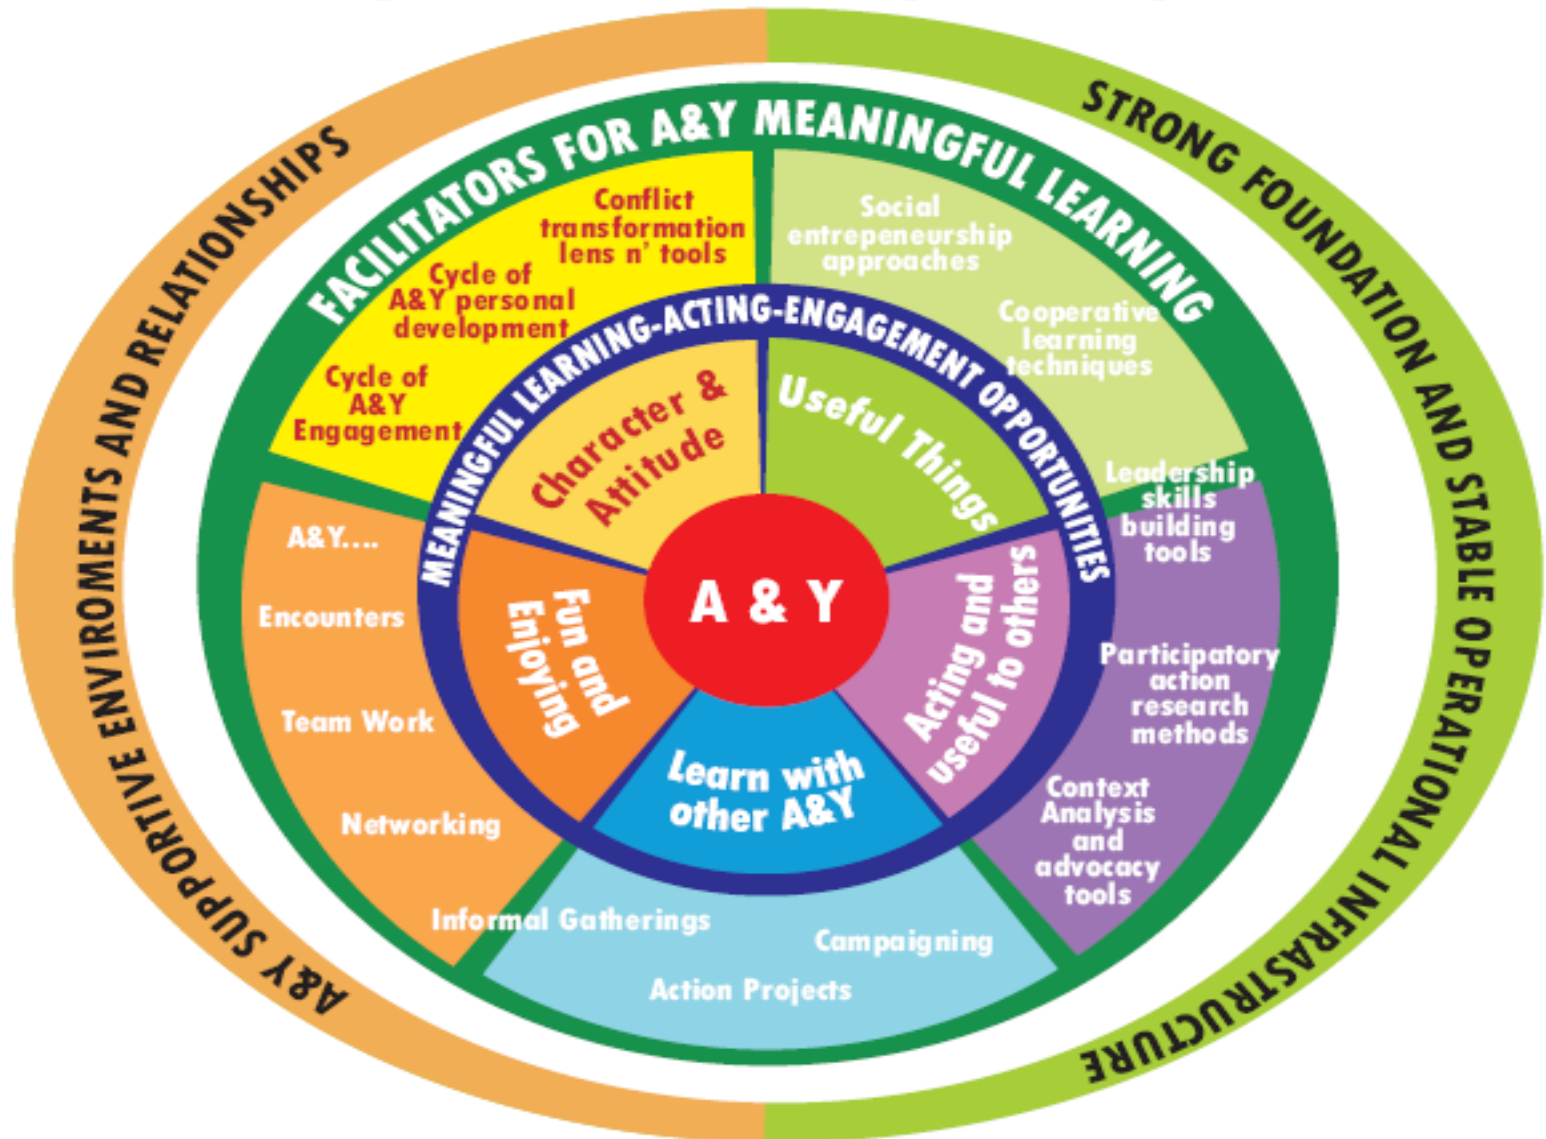 A&Y SUPPORTIVE ENVIROMENTS AND RELATIONSHIPS
STRONG FOUNDATION AND STABLE OPERATIONAL INFRASTRUCTURE
FACILITATORS FOR A&Y MEANINGFUL LEARNING
Conflict
transformation
lens n' tools
Cycle of
A&Y personal
development
Cycle of
A&Y
Engagement
Social
entrepeneurship
approaches
Cooperative
learning
techniques
Leadership
skills
building
tools
Participatory
action
research
methods
Context
Analysis
and
advocacy
tools
Campaigning
Action Projects
Informal Gatherings
Networking
Team Work
Encounters
A&Y....
MEANINGFUL LEARNING-ACTING-ENGAGEMENT OPPORTUNITIES
Character &
Attitude
Useful Things
Acting and
useful to others
Learn with
other A&Y
Fun and
Enjoying
A & Y